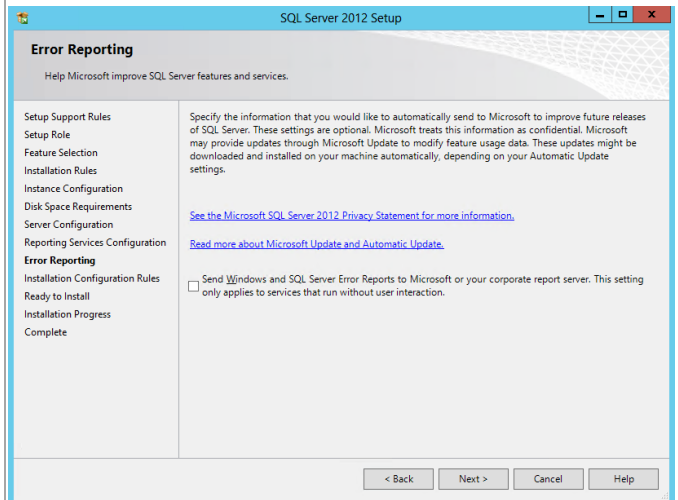 SQL Server 2012 Setup
Error Reporting
Help Microsoft improve SQL Server features and services.
Setup Support Rules
Setup Role
Feature Selection
Installation Rules
Instance Configuration
Disk Space Requirements
Server Configuration
Reporting Services Configuration
Error Reporting
Installation Configuration Rules
Ready to Install
Installation Progress
Complete
Specify the information that you would like to automatically send to Microsoft to improve future releases
of SQL Server. These settings are optional. Microsoft treats this information as confidential. Microsoft
may provide updates through Microsoft Update to modify feature usage data. These updates might be
downloaded and installed on your machine automatically, depending on your Automatic Update
settings.
See the Microsoft SQL Server 2012 Privacy Statement for more information.
Read more about Microsoft Update and Automatic Update.
Send Windows and SQL Server Error Reports to Microsoft or your corporate report server. This setting
only applies to services that run without user interaction.
< Back
Next >
Cancel
Help